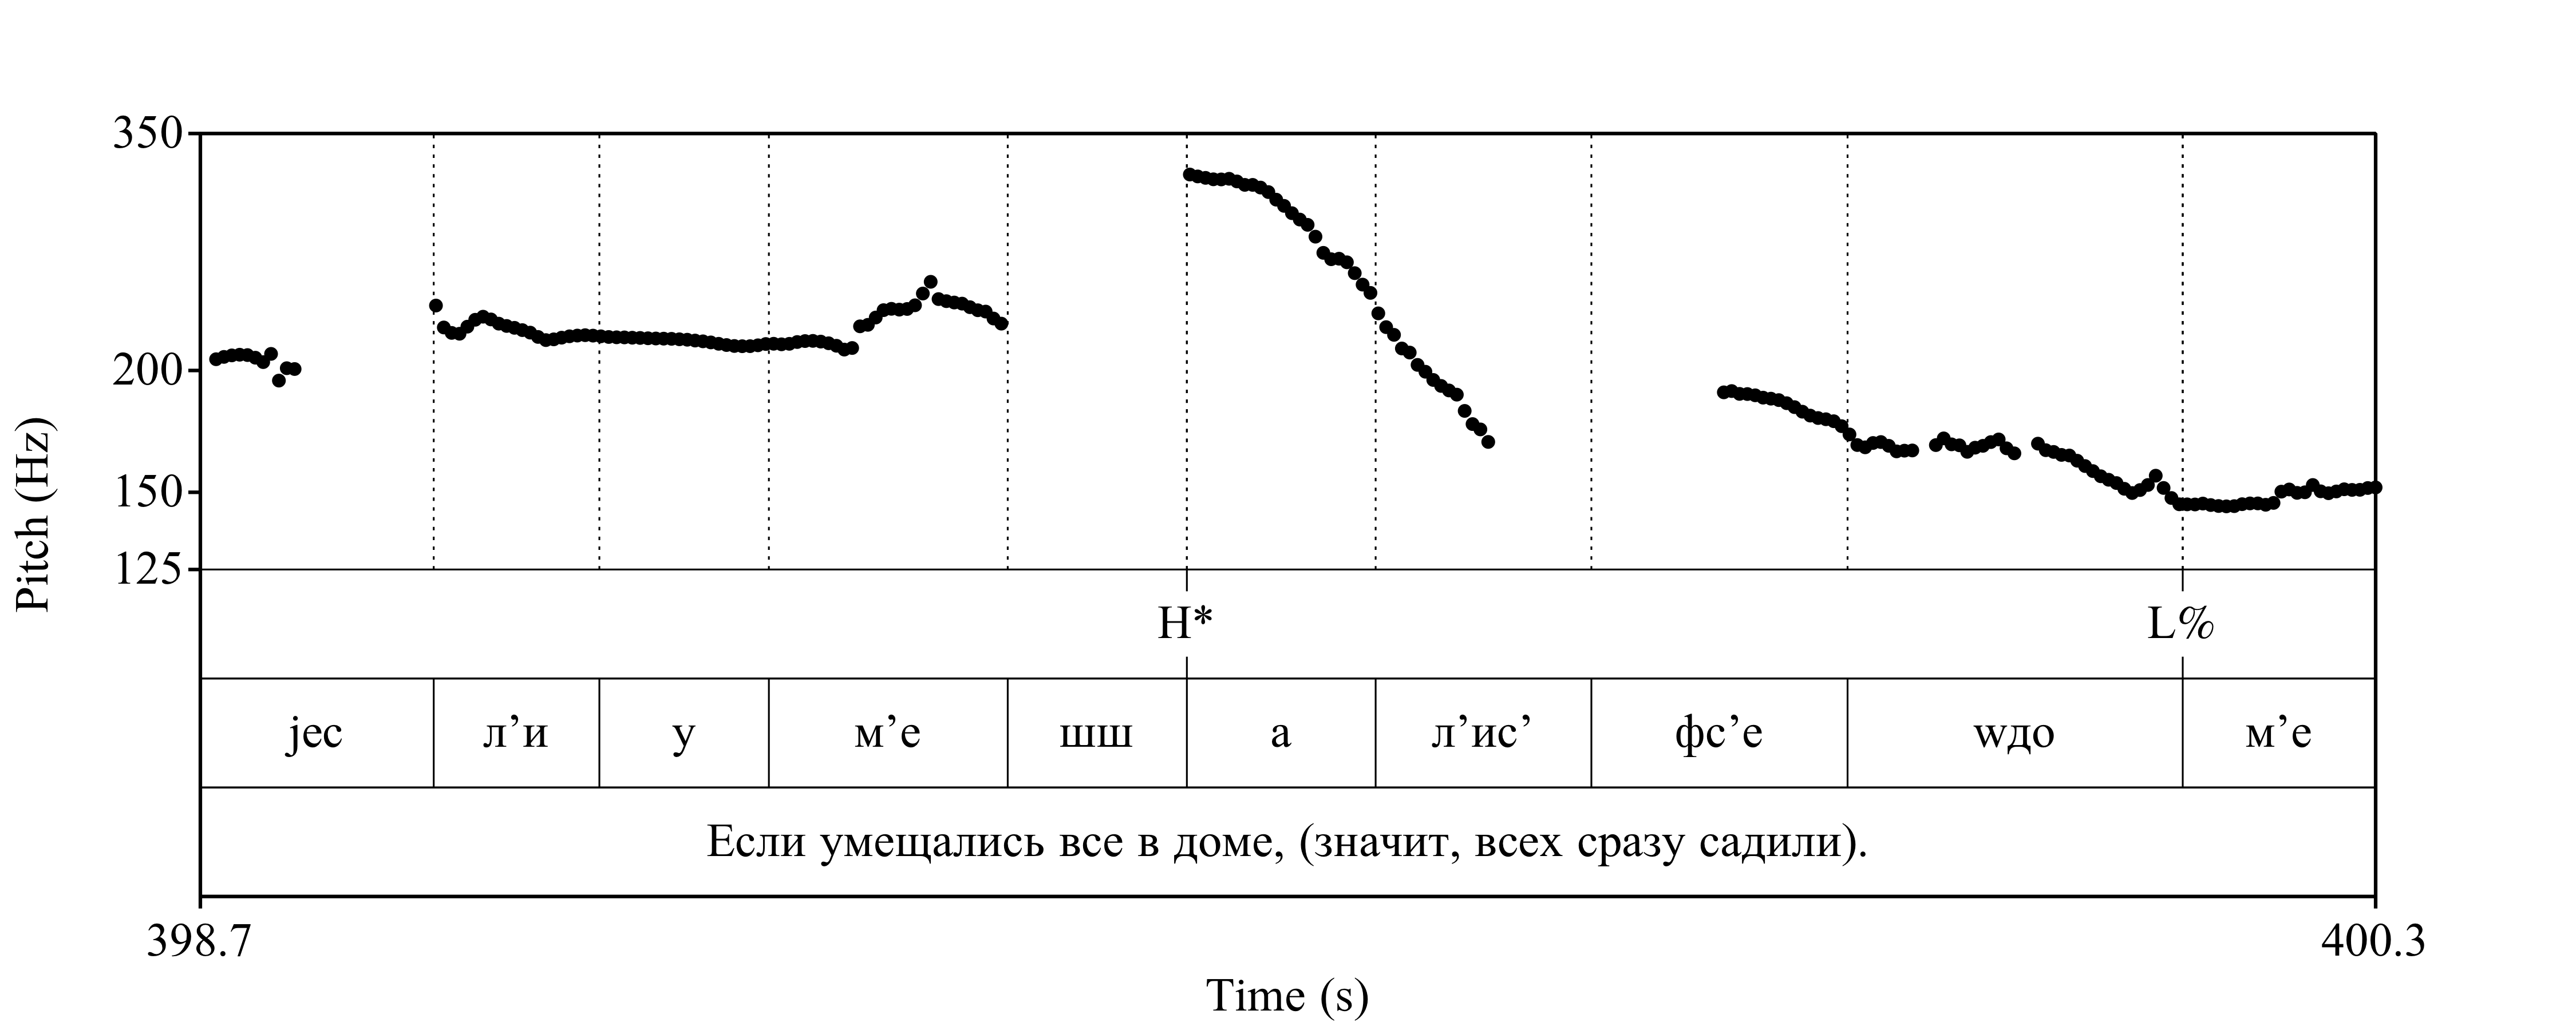 350
200
150
125
Pitch (Hz)
H* L%
jес л’и у м’е шш а л’ис’ фс’е wдо м’е
Если умещались все в доме, (значит, всех сразу садили).
398.7 400.3
Time (s)